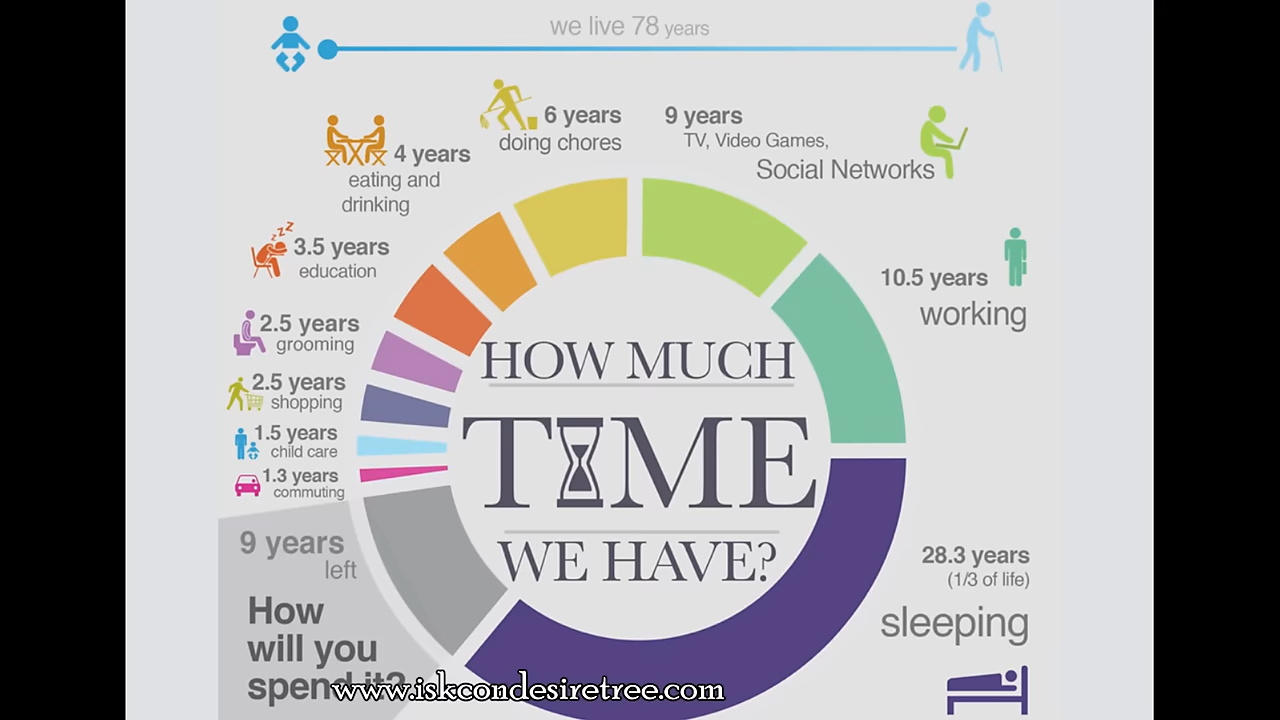 we live 78 years
6 years
doing chores
9 years
TV, Video Games,
Social Networks
4 years
eating and
drinking
3.5 years
education
10.5 years
working
2.5 years
grooming
2.5 years
shopping
1.5 years
child care
1.3 years
commuting
HOW MUCH
TIME
WE HAVE?
9 years
left
How
will you
spend it?
28.3 years
(1/3 of life)
sleeping
zzz
www.iskcondesiretree.com